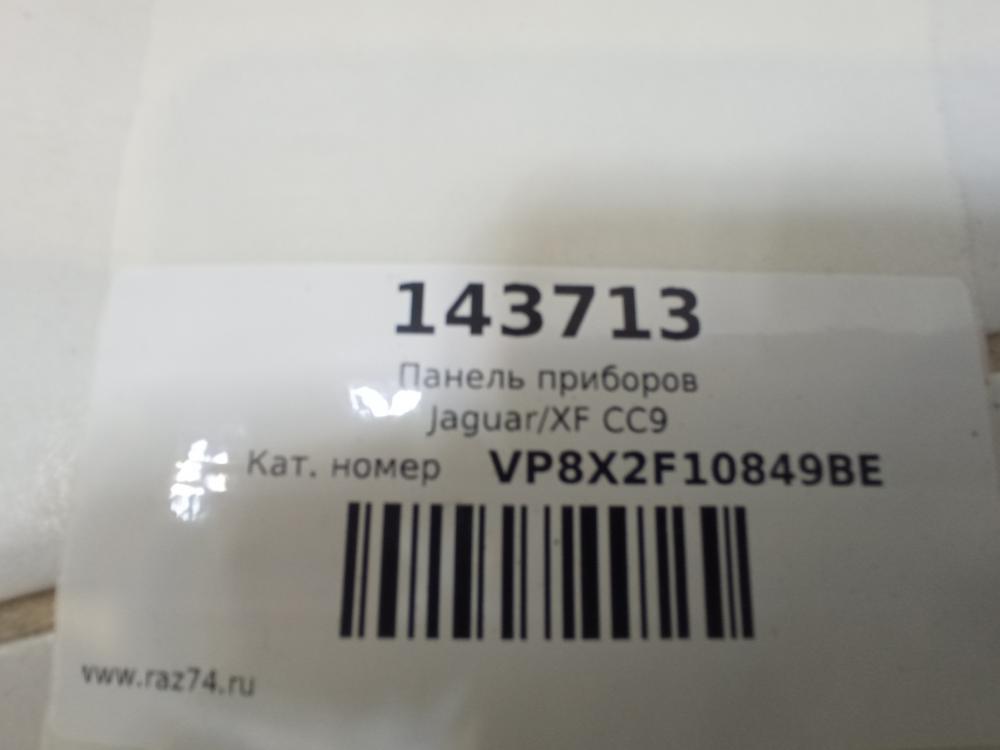 143713
Панель приборов
Jaguar/XF CC9
Кат. номер VP8X2F10849BE
www.raz74.ru